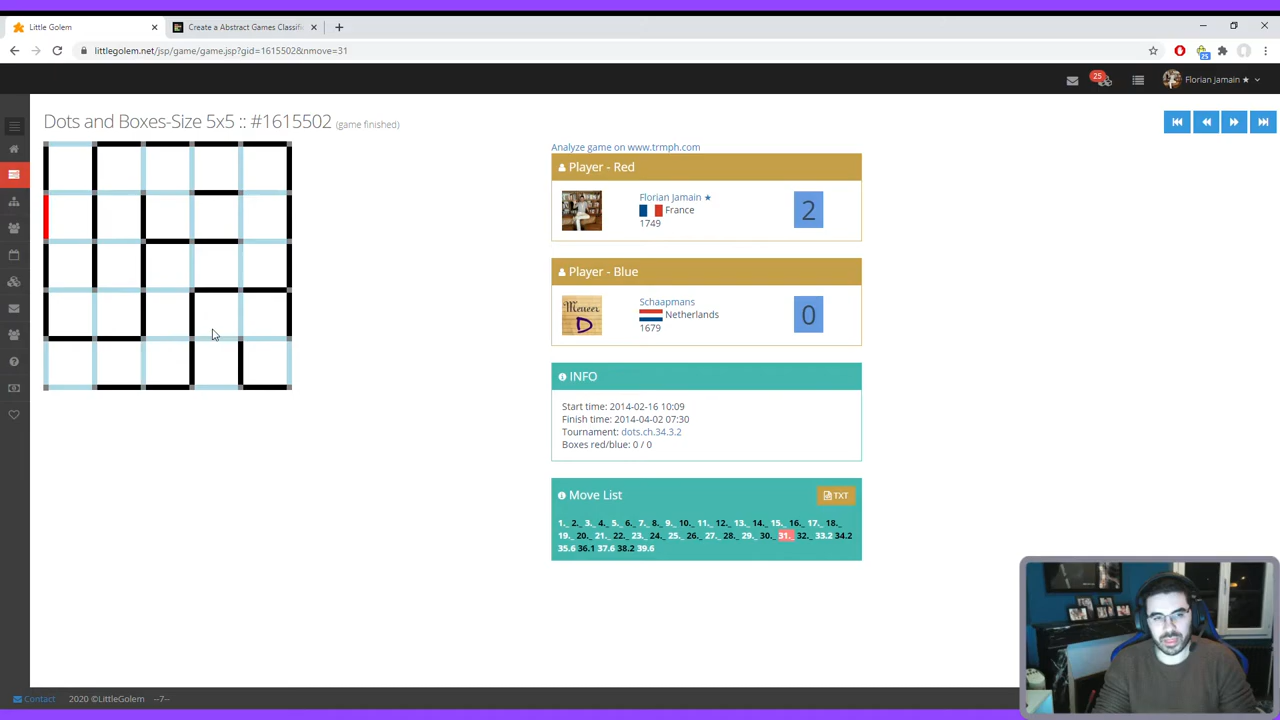 Little Golem
Create a Abstract Games Classifi
littlegolem.net/jsp/game/game.jsp?gid=1615502&nmove=31
25
25
Florian Jamain ★
Dots and Boxes-Size 5x5 :: #1615502 (game finished)
Analyze game on www.trmph.com
Player - Red
Florian Jamain ★
France
1749
2
Player - Blue
Meneer
D
Schaapmans
Netherlands
1679
0
INFO
Start time: 2014-02-16 10:09
Finish time: 2014-04-02 07:30
Tournament: dots.ch.34.3.2
Boxes red/blue: 0 / 0
Move List
TXT
1._ 2._ 3._ 4._ 5._ 6._ 7._ 8._ 9._ 10._ 11._ 12._ 13._ 14._ 15._ 16._ 17._ 18._
19._ 20._ 21._ 22._ 23._ 24._ 25._ 26._ 27._ 28._ 29._ 30._ 31._ 32._ 33.2 34.2
35.6 36.1 37.6 38.2 39.6
Contact
2020 ©LittleGolem --7--